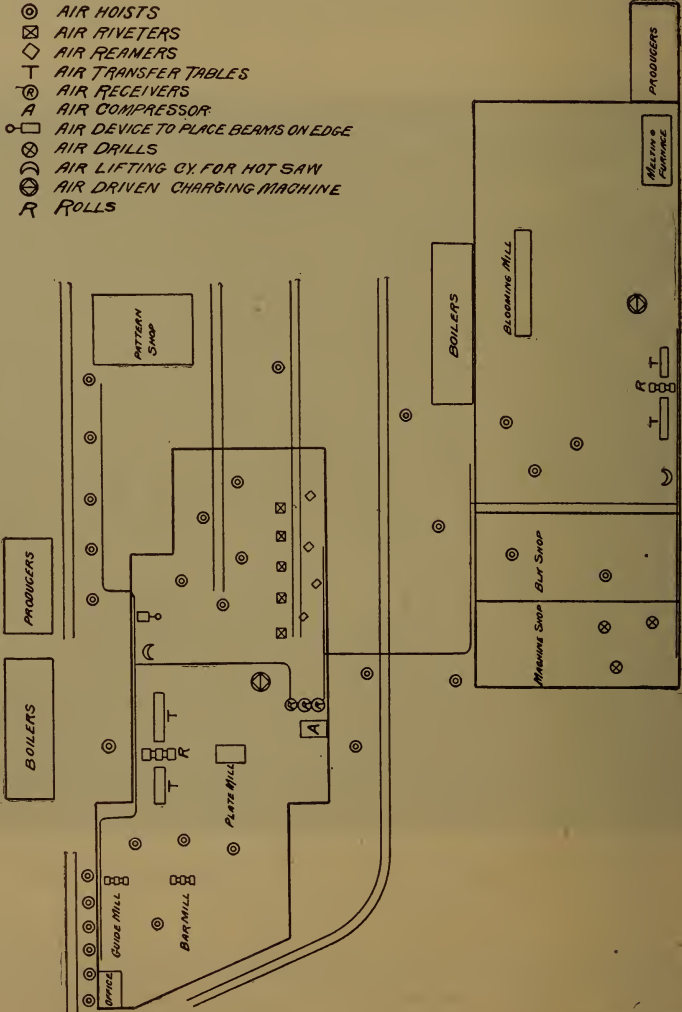 AIR HOISTS
AIR RIVETERS
AIR REAMERS
T AIR TRANSFER TABLES
R AIR RECEIVERS
A AIR COMPRESSOR
AIR DEVICE TO PLACE BEAMS ON EDGE
AIR DRILLS
AIR LIFTING CY. FOR HOT SAW
AIR DRIVEN CHARGING MACHINE
R ROLLS
PRODUCERS
MELTING
FURNACE
BOILERS
BLOOMING MILL
T
R
T
BLK SHOP
MACHINE SHOP
PATTERN
SHOP
PRODUCERS
BOILERS
T
R
T
R
R
R
A
PLATE MILL
GUIDE MILL
BAR MILL
OFFICE